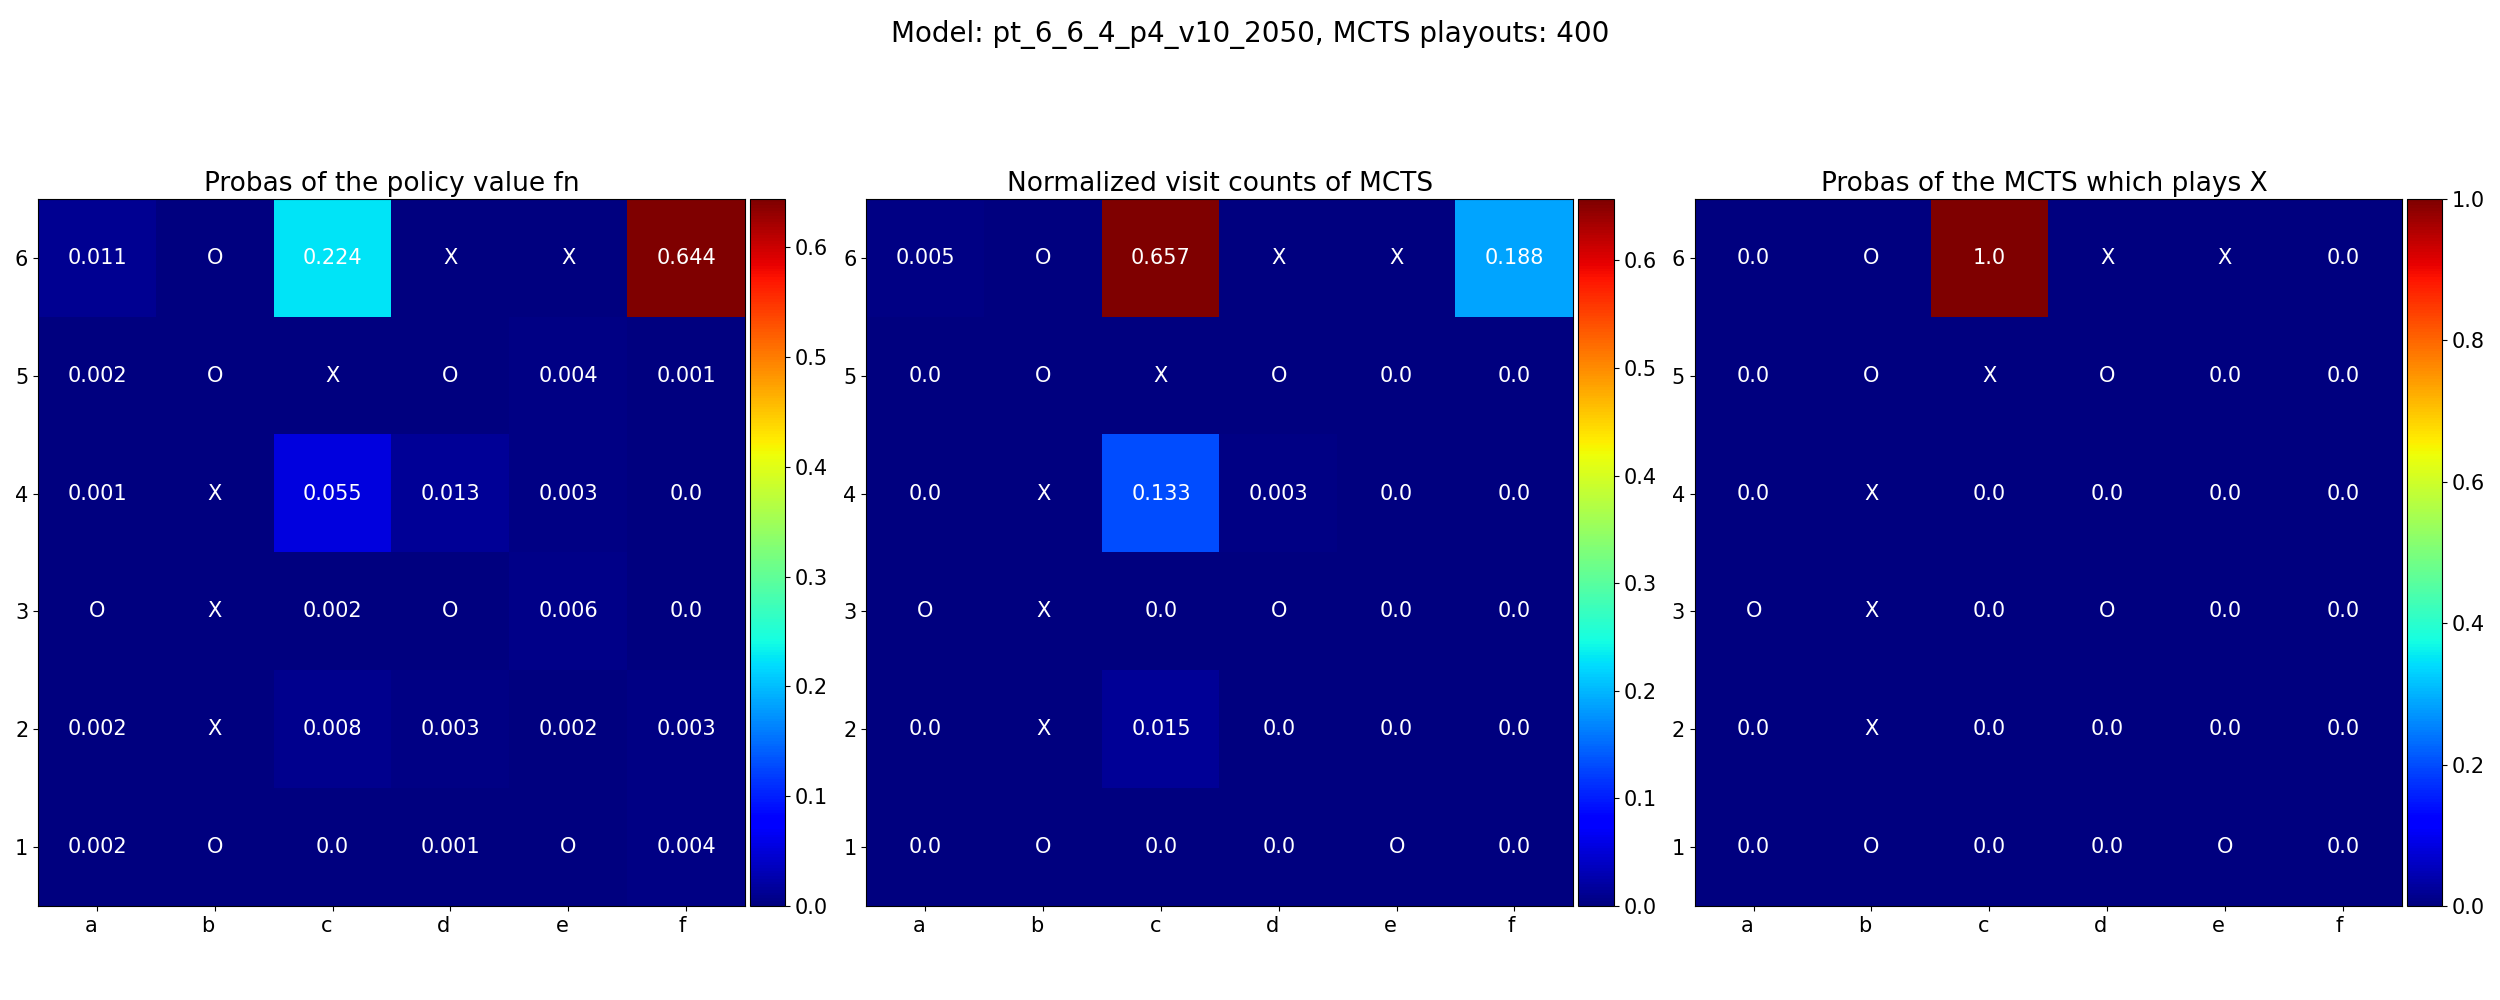 Model: pt_6_6_4_p4_v10_2050, MCTS playouts: 400
Probas of the policy value fn
6 0.011 O 0.224 X X 0.644
5 0.002 O X O 0.004 0.001
4 0.001 X 0.055 0.013 0.003 0.0
3 O X 0.002 O 0.006 0.0
2 0.002 X 0.008 0.003 0.002 0.003
1 0.002 O 0.0 0.001 O 0.004
a b c d e f
0.6
0.5
0.4
0.3
0.2
0.1
0.0
Normalized visit counts of MCTS
6 0.005 O 0.657 X X 0.188
5 0.0 O X O 0.0 0.0
4 0.0 X 0.133 0.003 0.0 0.0
3 O X 0.0 O 0.0 0.0
2 0.0 X 0.015 0.0 0.0 0.0
1 0.0 O 0.0 0.0 O 0.0
a b c d e f
0.6
0.5
0.4
0.3
0.2
0.1
0.0
Probas of the MCTS which plays X
6 0.0 O 1.0 X X 0.0
5 0.0 O X O 0.0 0.0
4 0.0 X 0.0 0.0 0.0 0.0
3 O X 0.0 O 0.0 0.0
2 0.0 X 0.0 0.0 0.0 0.0
1 0.0 O 0.0 0.0 O 0.0
a b c d e f
1.0
0.8
0.6
0.4
0.2
0.0